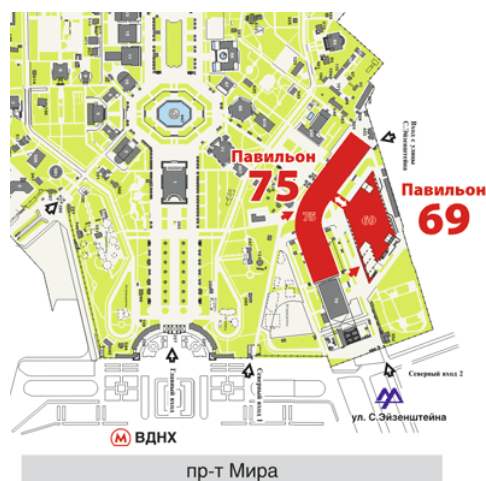 Вход с улицы
С.Эйзенштейна
Павильон
75
Павильон
69
75
69
Главный вход
Северный вход 1
Северный вход 2
ул. С.Эйзенштейна
М ВДНХ
пр-т Мира